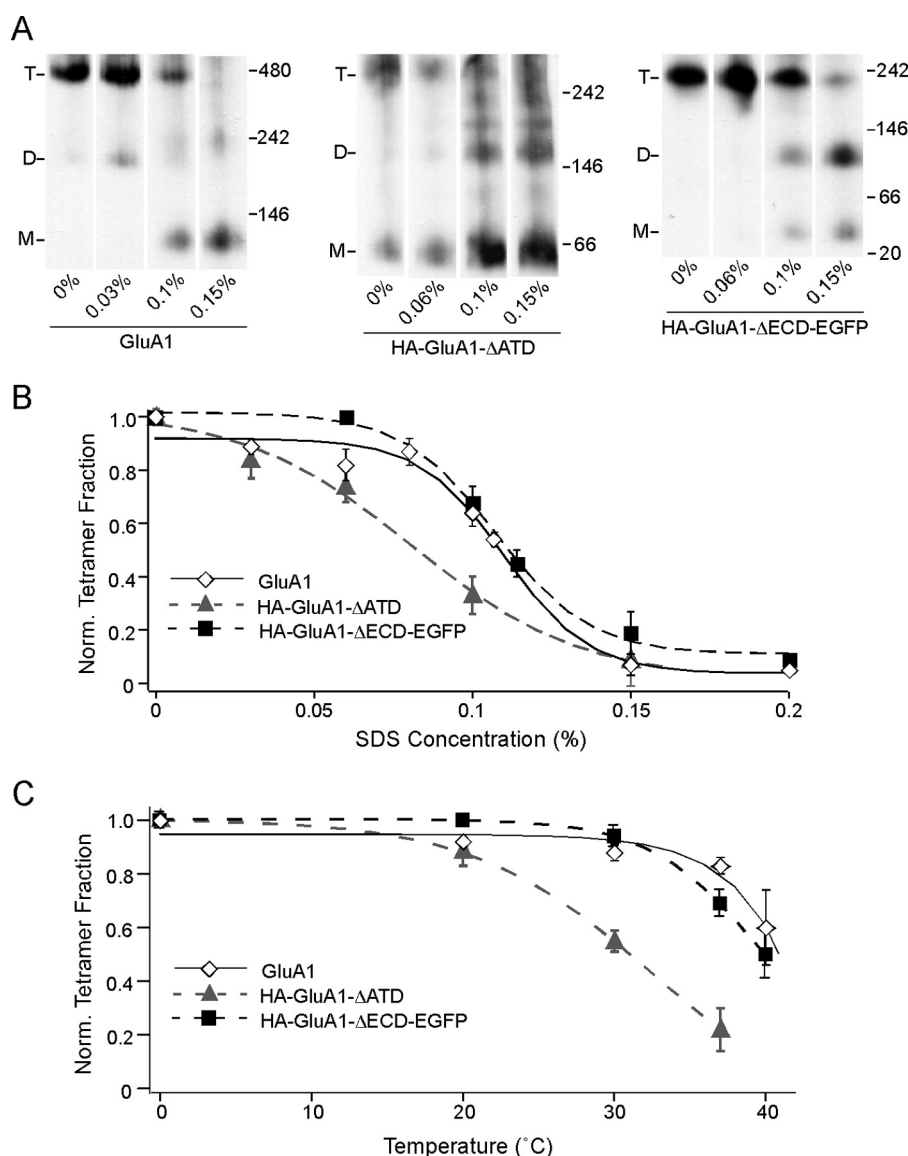 A
T-
D-
M-
-480
-242
-146
0%
0.03%
0.1%
0.15%
GluA1
T-
D-
M-
-242
-146
-66
0%
0.06%
0.1%
0.15%
HA-GluA1-ΔATD
T-
D-
M-
-242
-146
-66
-20
0%
0.06%
0.1%
0.15%
HA-GluA1-ΔECD-EGFP
B
Norm. Tetramer Fraction
1.0
0.8
0.6
0.4
0.2
0
GluA1
HA-GluA1-ΔATD
HA-GluA1-ΔECD-EGFP
0
0.05
0.1
0.15
0.2
SDS Concentration (%)
C
Norm. Tetramer Fraction
1.0
0.8
0.6
0.4
0.2
0
GluA1
HA-GluA1-ΔATD
HA-GluA1-ΔECD-EGFP
0
10
20
30
40
Temperature (˚C)